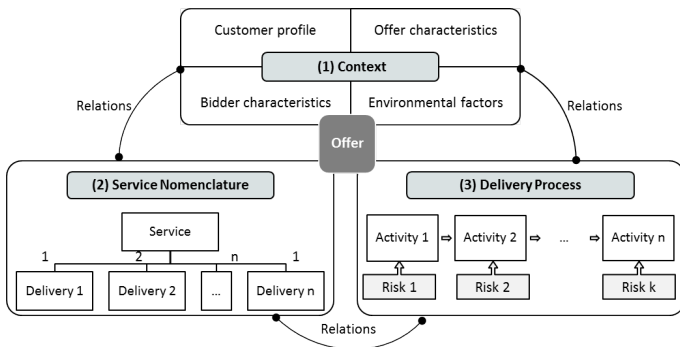 Customer profile
Offer characteristics
(1) Context
Bidder characteristics
Environmental factors
Relations
Relations
Offer
(2) Service Nomenclature
(3) Delivery Process
Service
1 2 n 1
Delivery 1
Delivery 2
...
Delivery n
Activity 1
Activity 2
...
Activity n
Risk 1
Risk 2
Risk k
Relations